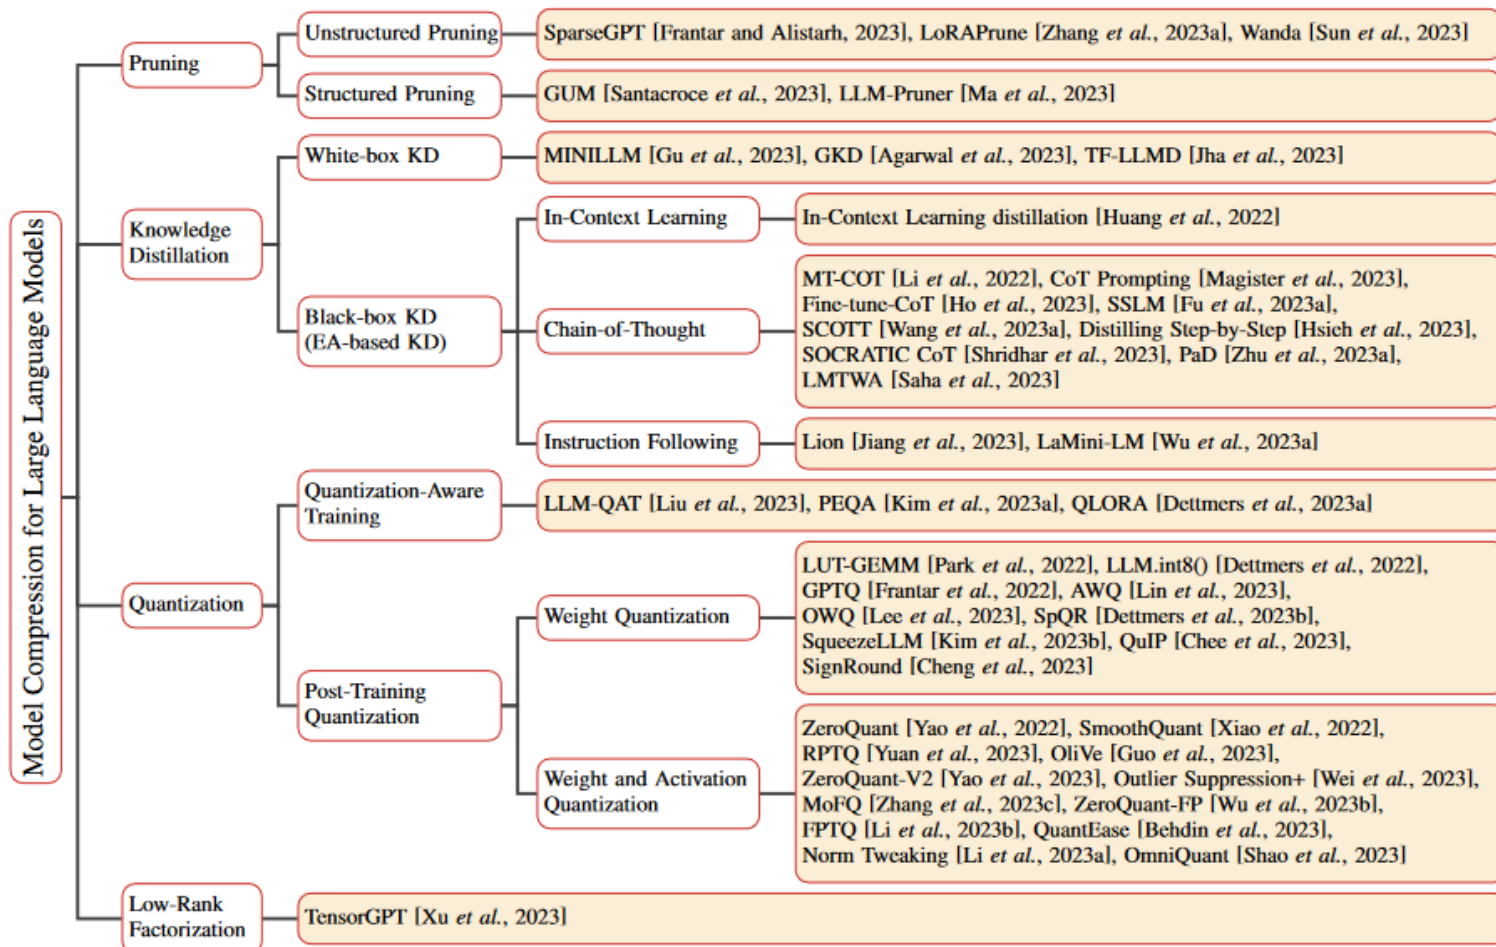 Model Compression for Large Language Models
Pruning
Unstructured Pruning
SparseGPT [Frantar and Alistarh, 2023], LoRAPrune [Zhang et al., 2023a], Wanda [Sun et al., 2023]
Structured Pruning
GUM [Santacroce et al., 2023], LLM-Pruner [Ma et al., 2023]
Knowledge
Distillation
White-box KD
MINILLM [Gu et al., 2023], GKD [Agarwal et al., 2023], TF-LLMD [Jha et al., 2023]
Black-box KD
(EA-based KD)
In-Context Learning
In-Context Learning distillation [Huang et al., 2022]
Chain-of-Thought
MT-COT [Li et al., 2022], CoT Prompting [Magister et al., 2023],
Fine-tune-CoT [Ho et al., 2023], SSLM [Fu et al., 2023a],
SCOTT [Wang et al., 2023a], Distilling Step-by-Step [Hsieh et al., 2023],
SOCRATIC CoT [Shridhar et al., 2023], PaD [Zhu et al., 2023a],
LMTWA [Saha et al., 2023]
Instruction Following
Lion [Jiang et al., 2023], LaMini-LM [Wu et al., 2023a]
Quantization
Quantization-Aware
Training
LLM-QAT [Liu et al., 2023], PEQA [Kim et al., 2023a], QLORA [Dettmers et al., 2023a]
Post-Training
Quantization
Weight Quantization
LUT-GEMM [Park et al., 2022], LLM.int8() [Dettmers et al., 2022],
GPTQ [Frantar et al., 2022], AWQ [Lin et al., 2023],
OWQ [Lee et al., 2023], SpQR [Dettmers et al., 2023b],
SqueezeLLM [Kim et al., 2023b], QuIP [Chee et al., 2023],
SignRound [Cheng et al., 2023]
Weight and Activation
Quantization
ZeroQuant [Yao et al., 2022], SmoothQuant [Xiao et al., 2022],
RPTQ [Yuan et al., 2023], OliVe [Guo et al., 2023],
ZeroQuant-V2 [Yao et al., 2023], Outlier Suppression+ [Wei et al., 2023],
MoFQ [Zhang et al., 2023c], ZeroQuant-FP [Wu et al., 2023b],
FPTQ [Li et al., 2023b], QuantEase [Behdin et al., 2023],
Norm Tweaking [Li et al., 2023a], OmniQuant [Shao et al., 2023]
Low-Rank
Factorization
TensorGPT [Xu et al., 2023]